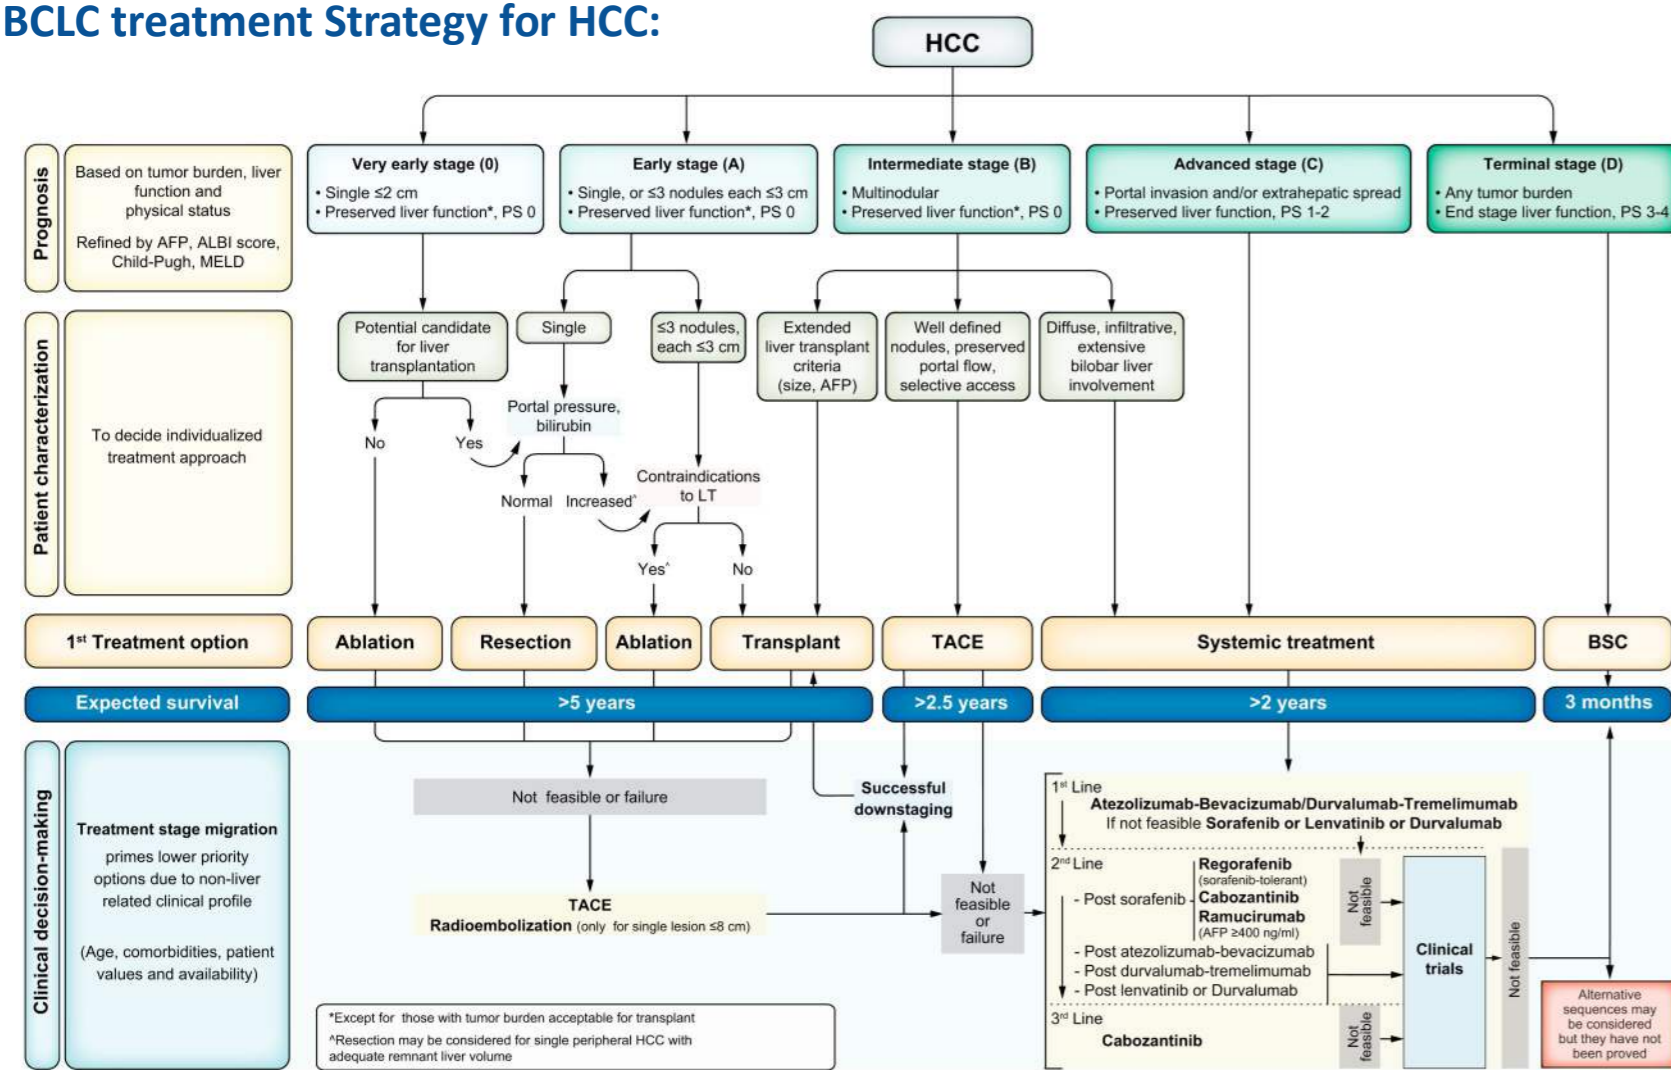 BCLC treatment Strategy for HCC:
HCC
Prognosis
Based on tumor burden, liver
function and
physical status
Refined by AFP, ALBI score,
Child-Pugh, MELD
Very early stage (0)
• Single ≤2 cm
• Preserved liver function*, PS 0
Early stage (A)
• Single, or ≤3 nodules each ≤3 cm
• Preserved liver function*, PS 0
Intermediate stage (B)
• Multinodular
• Preserved liver function*, PS 0
Advanced stage (C)
• Portal invasion and/or extrahepatic spread
• Preserved liver function, PS 1-2
Terminal stage (D)
• Any tumor burden
• End stage liver function, PS 3-4
Patient characterization
To decide individualized
treatment approach
Potential candidate
for liver
transplantation
Single
≤3 nodules,
each ≤3 cm
Extended
liver transplant
criteria
(size, AFP)
Well defined
nodules, preserved
portal flow,
selective access
Diffuse, infiltrative,
extensive
bilobar liver
involvement
Portal pressure,
bilirubin
No
Yes
Normal
Increased^
Contraindications
to LT
Yes^
No
1st Treatment option
Ablation
Resection
Ablation
Transplant
TACE
Systemic treatment
BSC
Expected survival
>5 years
>2.5 years
>2 years
3 months
Clinical decision-making
Treatment stage migration
primes lower priority
options due to non-liver
related clinical profile
(Age, comorbidities, patient
values and availability)
Not feasible or failure
Successful
downstaging
TACE
Radioembolization (only for single lesion ≤8 cm)
Not
feasible
or
failure
1st Line
Atezolizumab-Bevacizumab/Durvalumab-Tremelimumab
If not feasible Sorafenib or Lenvatinib or Durvalumab
2nd Line
- Post sorafenib
Regorafenib
(sorafenib-tolerant)
Cabozantinib
Ramucirumab
(AFP ≥400 ng/ml)
- Post atezolizumab-bevacizumab
- Post durvalumab-tremelimumab
- Post lenvatinib or Durvalumab
3rd Line
Cabozantinib
Not
feasible
Not
feasible
Clinical
trials
Not feasible
Alternative
sequences may
be considered
but they have not
been proved
*Except for those with tumor burden acceptable for transplant
^Resection may be considered for single peripheral HCC with
adequate remnant liver volume